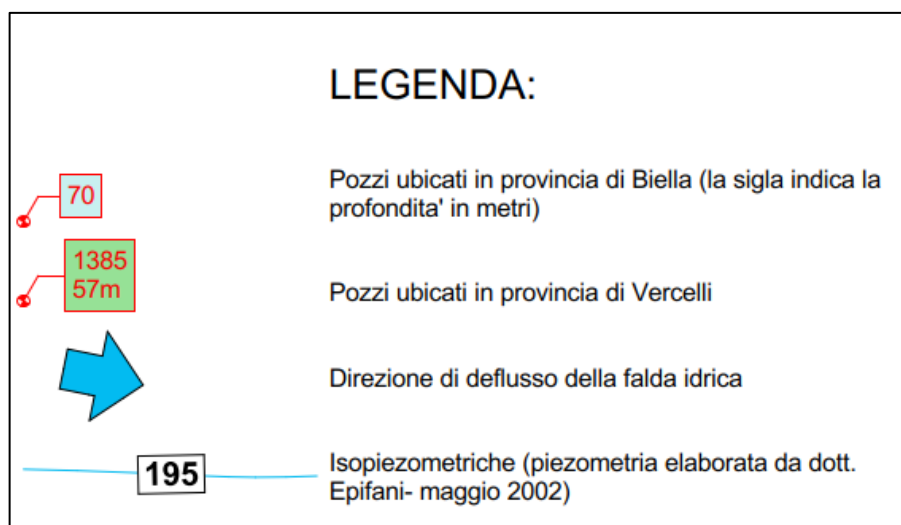 LEGENDA:
70
Pozzi ubicati in provincia di Biella (la sigla indica la
profondita' in metri)
1385
57m
Pozzi ubicati in provincia di Vercelli
Direzione di deflusso della falda idrica
195
Isopiezometriche (piezometria elaborata da dott.
Epifani- maggio 2002)